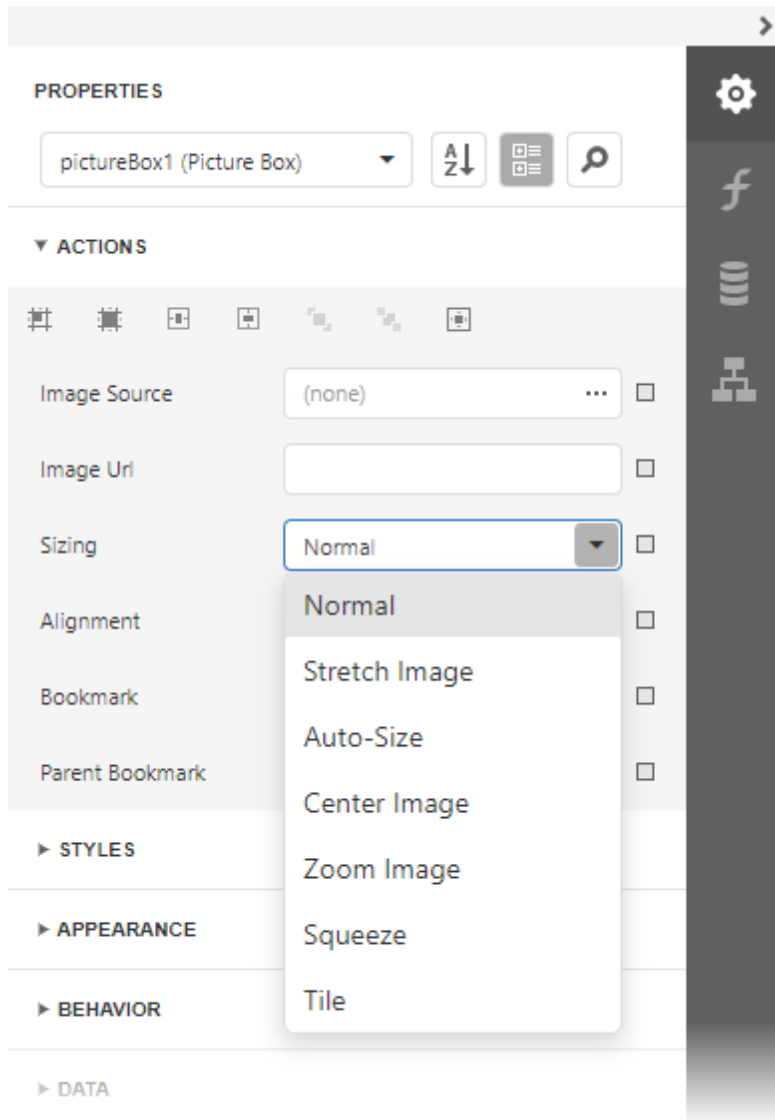 PROPERTIES
pictureBox1 (Picture Box)
A
Z
ACTIONS
Image Source (none) ...
Image Url
Sizing Normal
Normal
Alignment
Stretch Image
Bookmark
Auto-Size
Parent Bookmark
Center Image
STYLES
Zoom Image
APPEARANCE
Squeeze
BEHAVIOR
Tile
DATA